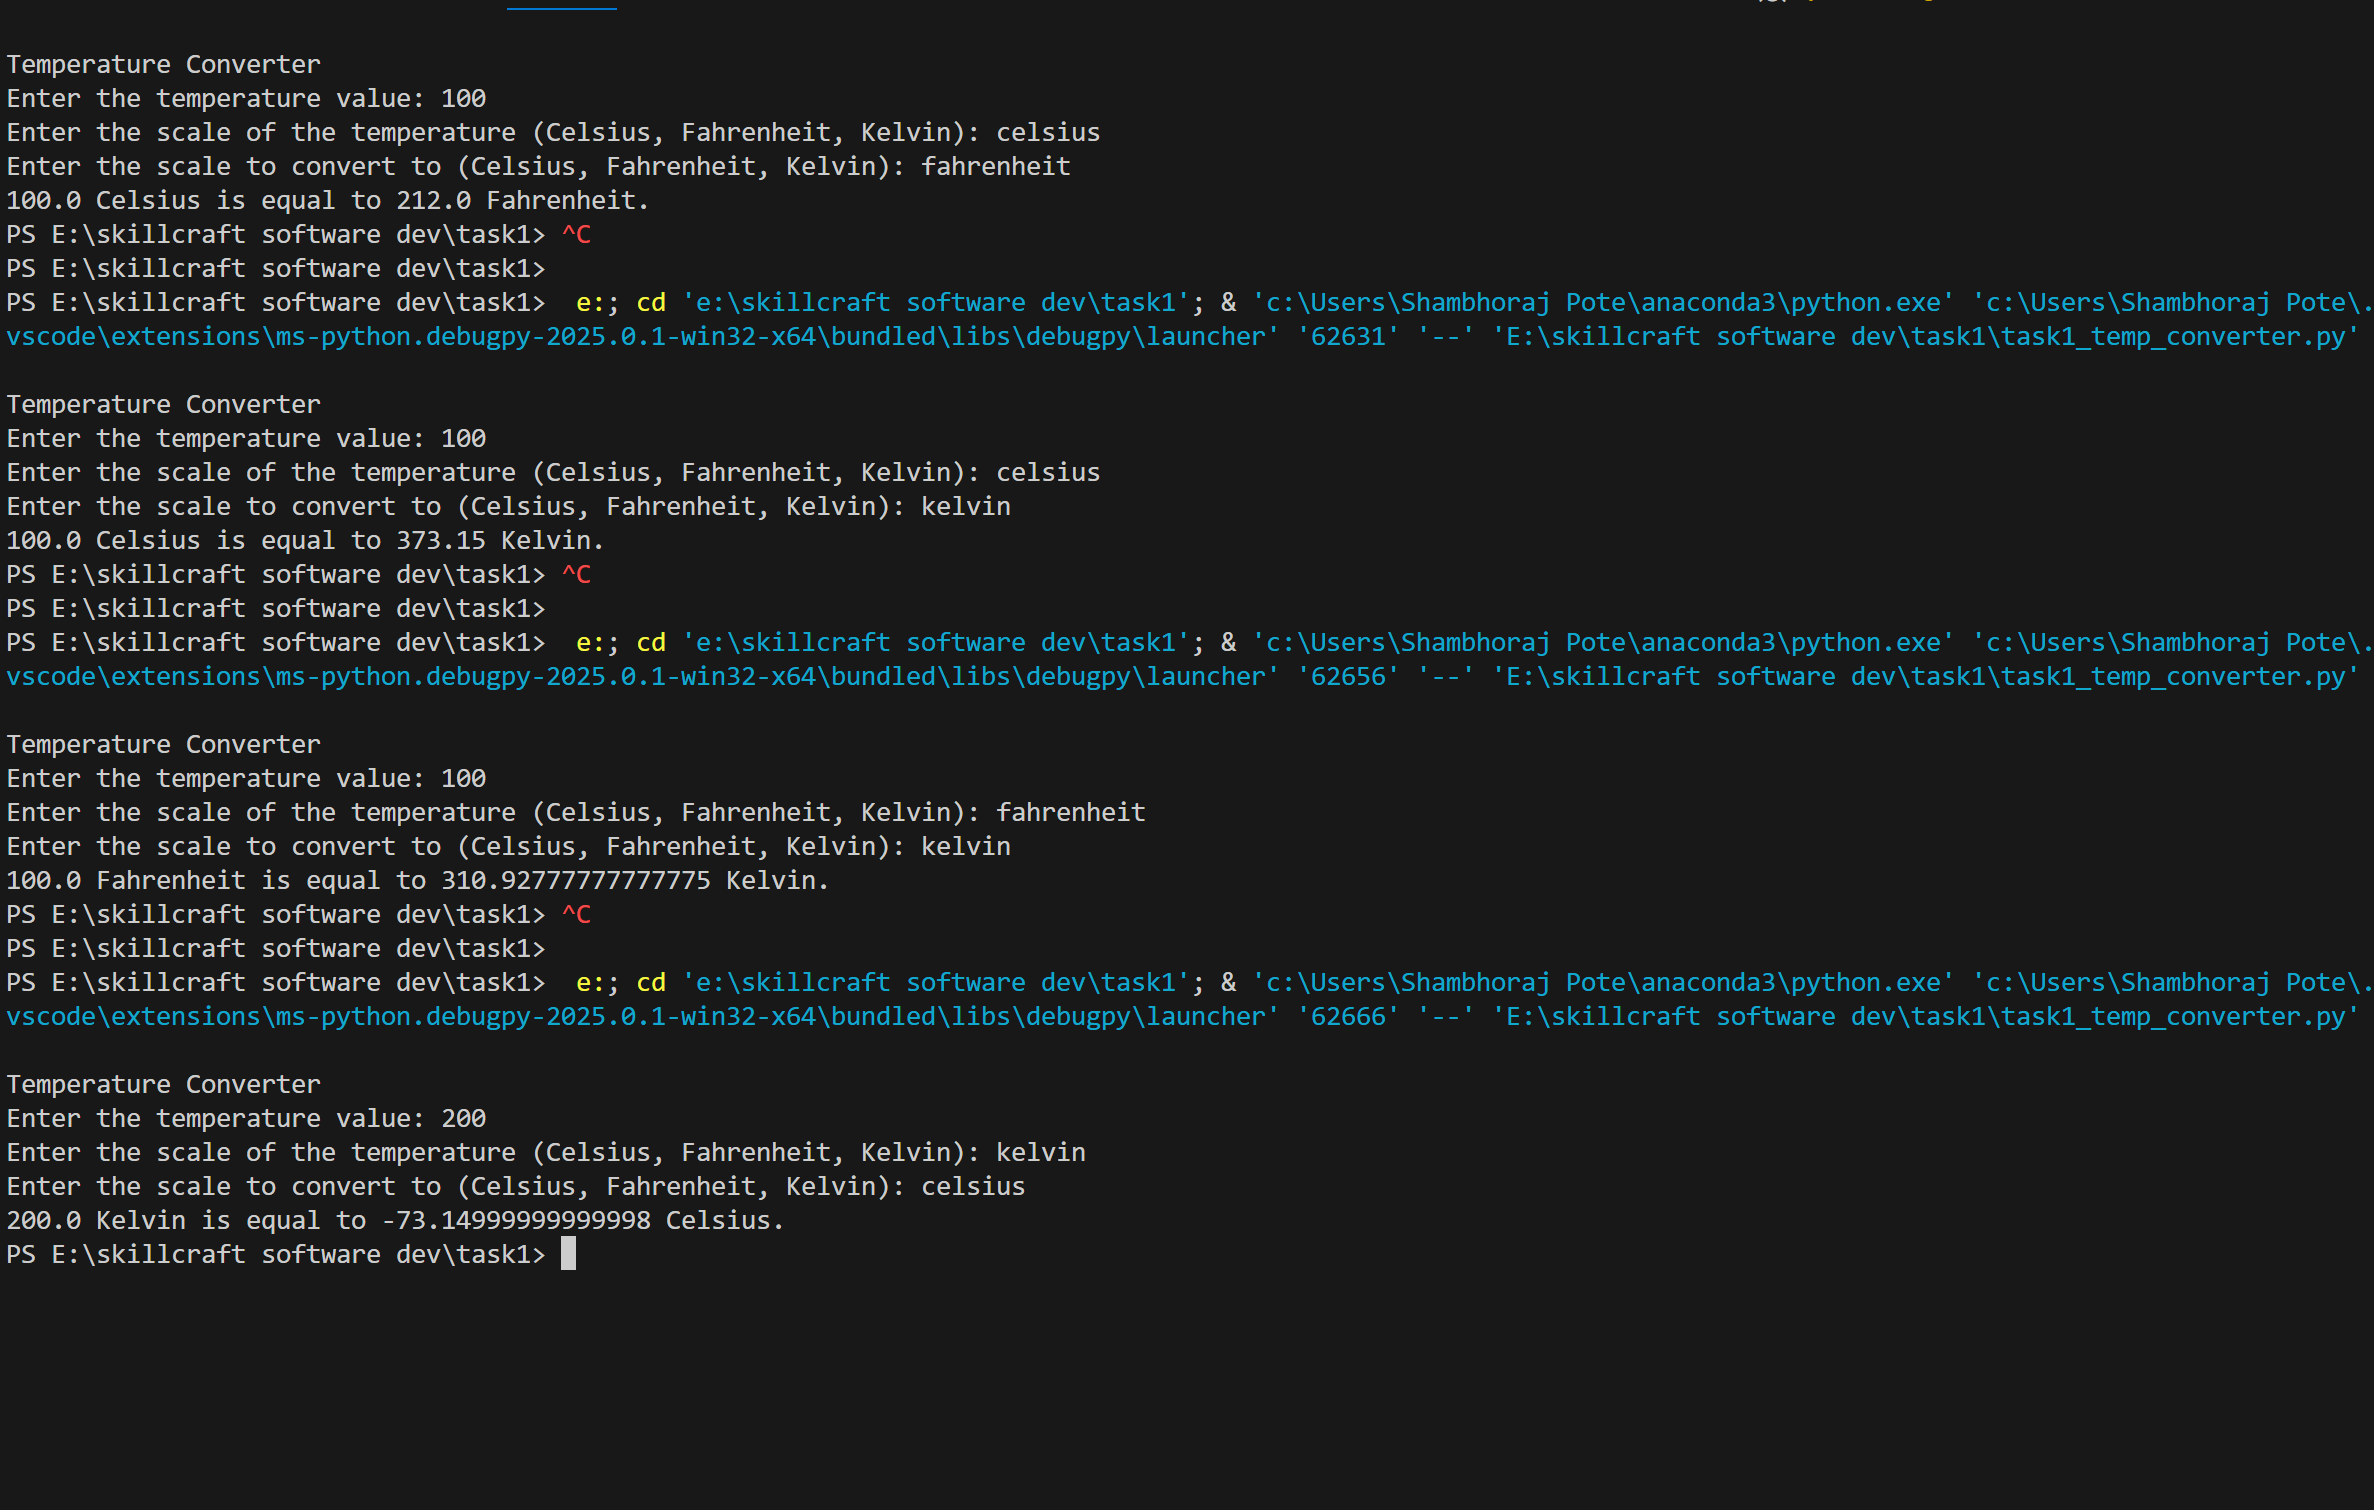 Temperature Converter
Enter the temperature value: 100
Enter the scale of the temperature (Celsius, Fahrenheit, Kelvin): celsius
Enter the scale to convert to (Celsius, Fahrenheit, Kelvin): fahrenheit
100.0 Celsius is equal to 212.0 Fahrenheit.
PS E:\skillcraft software dev\task1> ^C
PS E:\skillcraft software dev\task1>
PS E:\skillcraft software dev\task1>  e:; cd 'e:\skillcraft software dev\task1'; & 'c:\Users\Shambhoraj Pote\anaconda3\python.exe' 'c:\Users\Shambhoraj Pote\.
vscode\extensions\ms-python.debugpy-2025.0.1-win32-x64\bundled\libs\debugpy\launcher' '62631' '--' 'E:\skillcraft software dev\task1\task1_temp_converter.py'
Temperature Converter
Enter the temperature value: 100
Enter the scale of the temperature (Celsius, Fahrenheit, Kelvin): celsius
Enter the scale to convert to (Celsius, Fahrenheit, Kelvin): kelvin
100.0 Celsius is equal to 373.15 Kelvin.
PS E:\skillcraft software dev\task1> ^C
PS E:\skillcraft software dev\task1>
PS E:\skillcraft software dev\task1>  e:; cd 'e:\skillcraft software dev\task1'; & 'c:\Users\Shambhoraj Pote\anaconda3\python.exe' 'c:\Users\Shambhoraj Pote\.
vscode\extensions\ms-python.debugpy-2025.0.1-win32-x64\bundled\libs\debugpy\launcher' '62656' '--' 'E:\skillcraft software dev\task1\task1_temp_converter.py'
Temperature Converter
Enter the temperature value: 100
Enter the scale of the temperature (Celsius, Fahrenheit, Kelvin): fahrenheit
Enter the scale to convert to (Celsius, Fahrenheit, Kelvin): kelvin
100.0 Fahrenheit is equal to 310.92777777777775 Kelvin.
PS E:\skillcraft software dev\task1> ^C
PS E:\skillcraft software dev\task1>
PS E:\skillcraft software dev\task1>  e:; cd 'e:\skillcraft software dev\task1'; & 'c:\Users\Shambhoraj Pote\anaconda3\python.exe' 'c:\Users\Shambhoraj Pote\.
vscode\extensions\ms-python.debugpy-2025.0.1-win32-x64\bundled\libs\debugpy\launcher' '62666' '--' 'E:\skillcraft software dev\task1\task1_temp_converter.py'
Temperature Converter
Enter the temperature value: 200
Enter the scale of the temperature (Celsius, Fahrenheit, Kelvin): kelvin
Enter the scale to convert to (Celsius, Fahrenheit, Kelvin): celsius
200.0 Kelvin is equal to -73.14999999999998 Celsius.
PS E:\skillcraft software dev\task1>